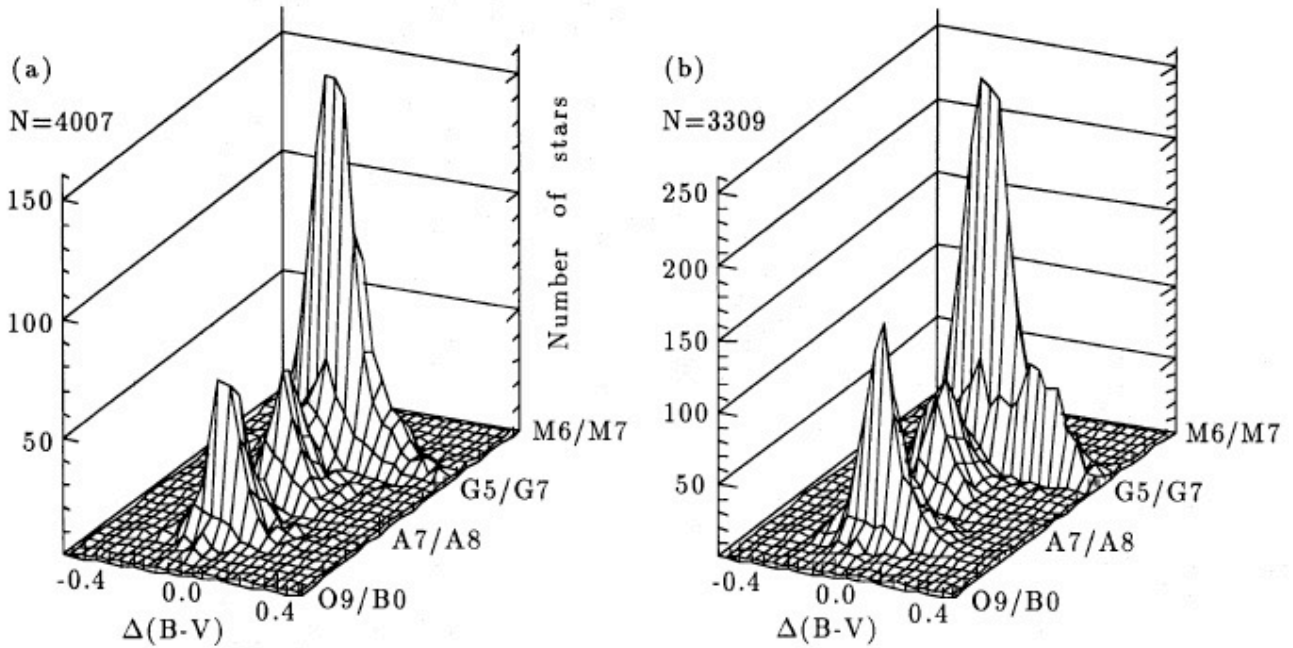 (a)
N=4007
150
100
50
-0.4
0.0
0.4
Δ(B-V)
O9/B0
A7/A8
G5/G7
M6/M7
Number of stars
(b)
N=3309
250
200
150
100
50
-0.4
0.0
0.4
Δ(B-V)
O9/B0
A7/A8
G5/G7
M6/M7